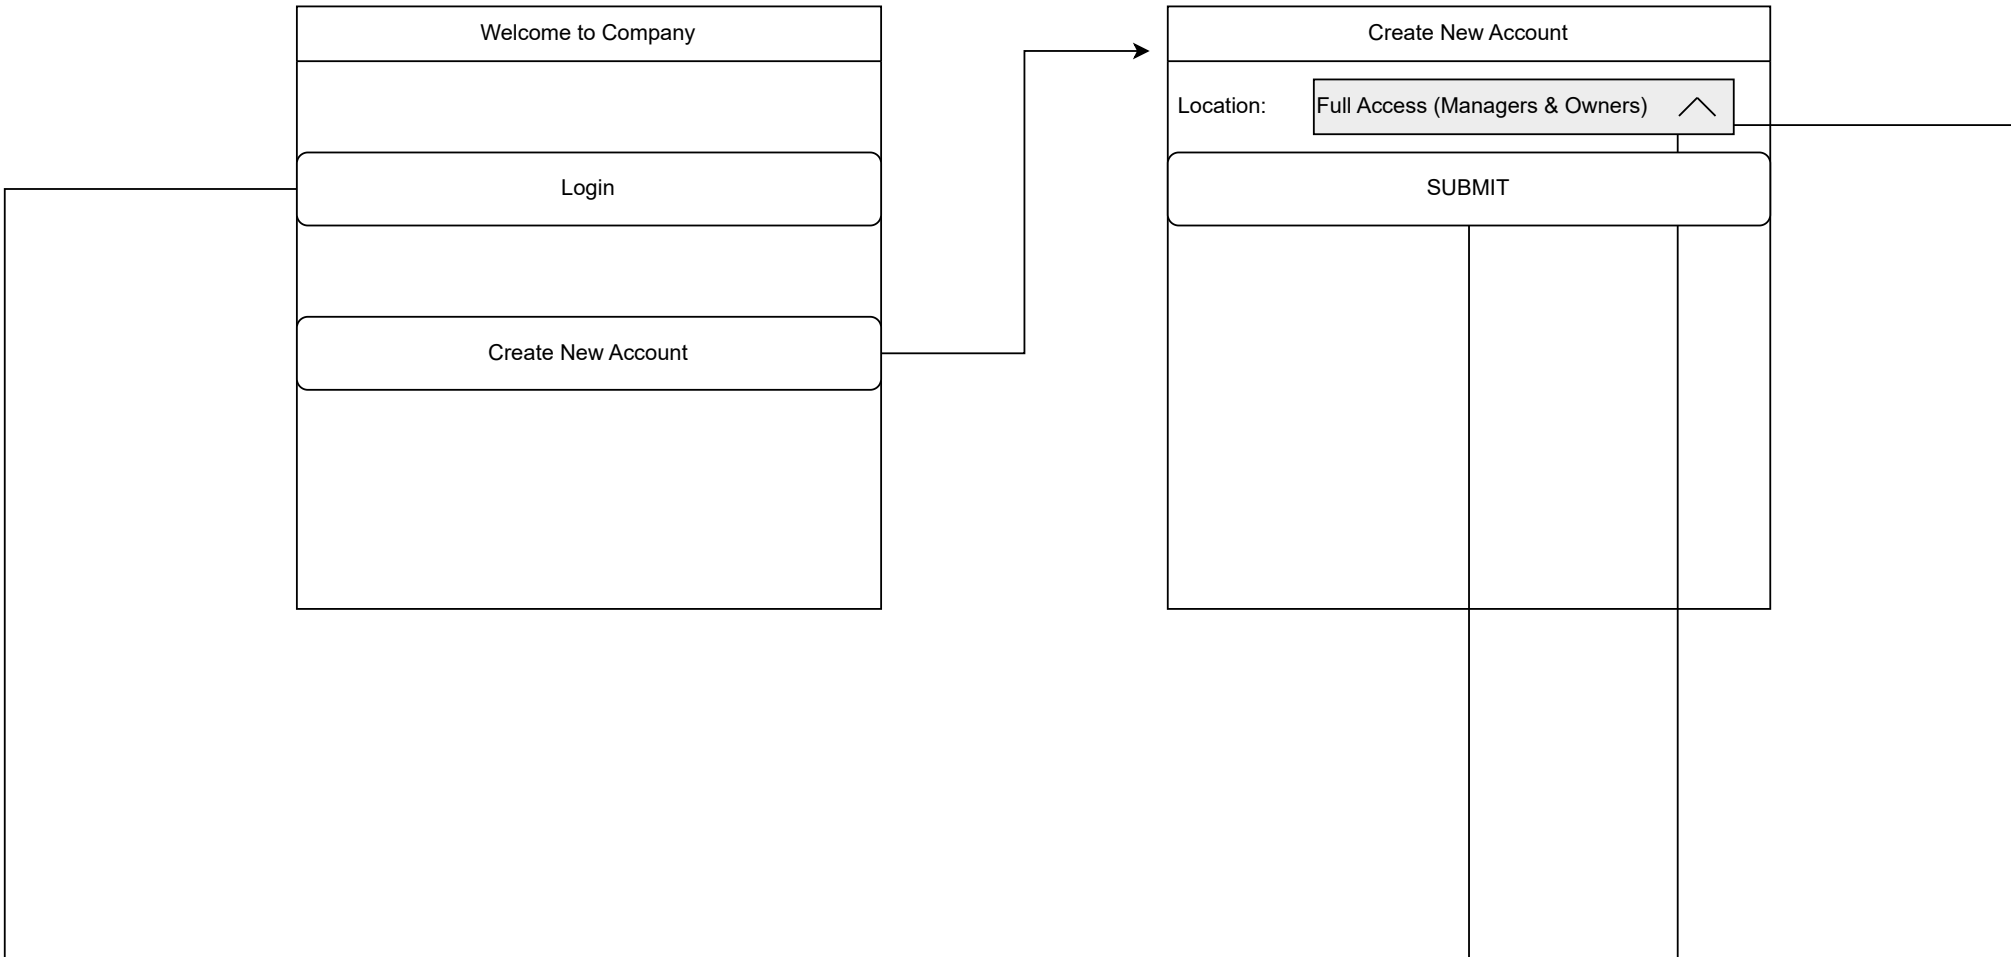 Welcome to Company
Login
Create New Account
Create New Account
Location:
Full Access (Managers & Owners)
SUBMIT